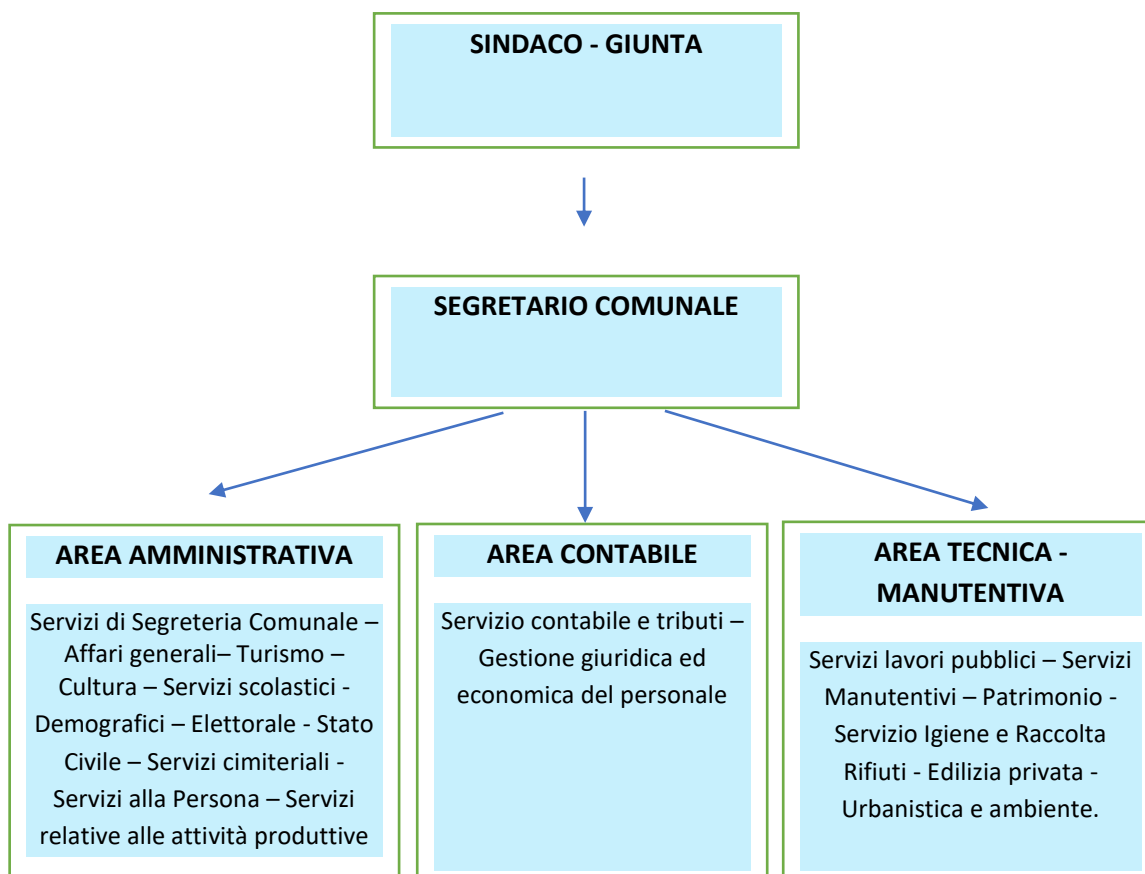 SINDACO - GIUNTA
SEGRETARIO COMUNALE
AREA AMMINISTRATIVA
Servizi di Segreteria Comunale –
Affari generali– Turismo –
Cultura – Servizi scolastici -
Demografici – Elettorale - Stato
Civile – Servizi cimiteriali -
Servizi alla Persona – Servizi
relative alle attività produttive
AREA CONTABILE
Servizio contabile e tributi –
Gestione giuridica ed
economica del personale
AREA TECNICA -
MANUTENTIVA
Servizi lavori pubblici – Servizi
Manutentivi – Patrimonio -
Servizio Igiene e Raccolta
Rifiuti - Edilizia privata -
Urbanistica e ambiente.